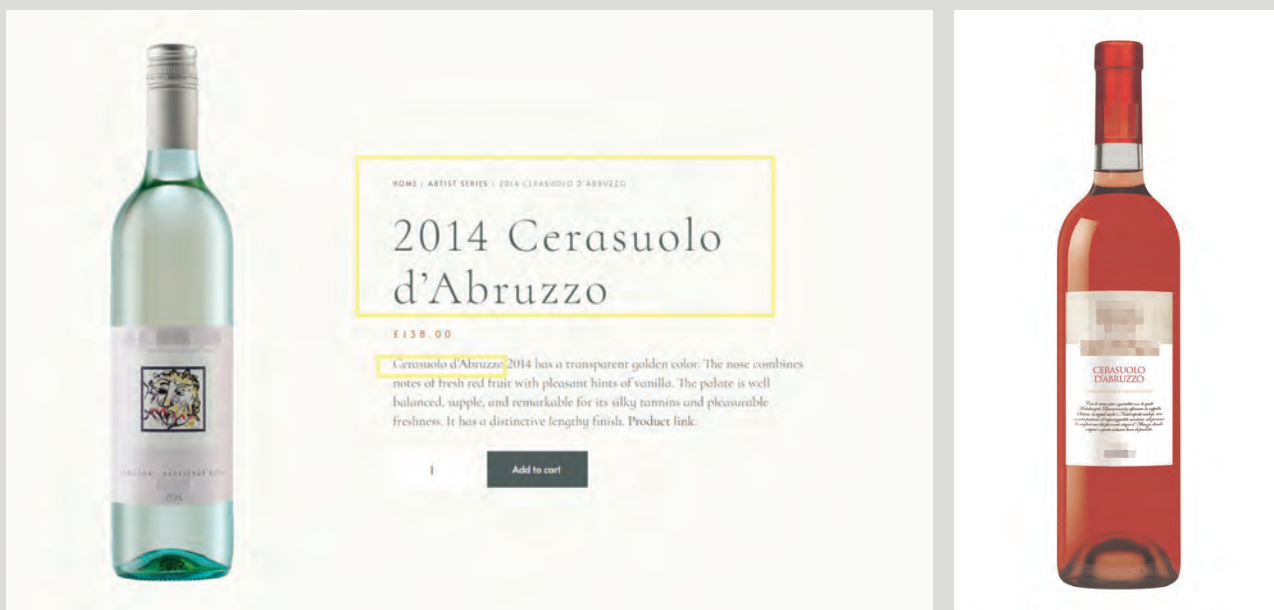 HOME / ARTIST SERIES / 2014 CERASUOLO D'ABRUZZO
2014 Cerasuolo
d'Abruzzo
£138.00
Cerasuolo d'Abruzzo 2014 has a transparent golden color. The nose combines
notes of fresh red fruit with pleasant hints of vanilla. The palate is well
balanced, supple, and remarkable for its silky tannins and pleasurable
freshness. It has a distinctive lengthy finish. Product link.
1
Add to cart
SAUVIGNON
CERASUOLO
D'ABRUZZO